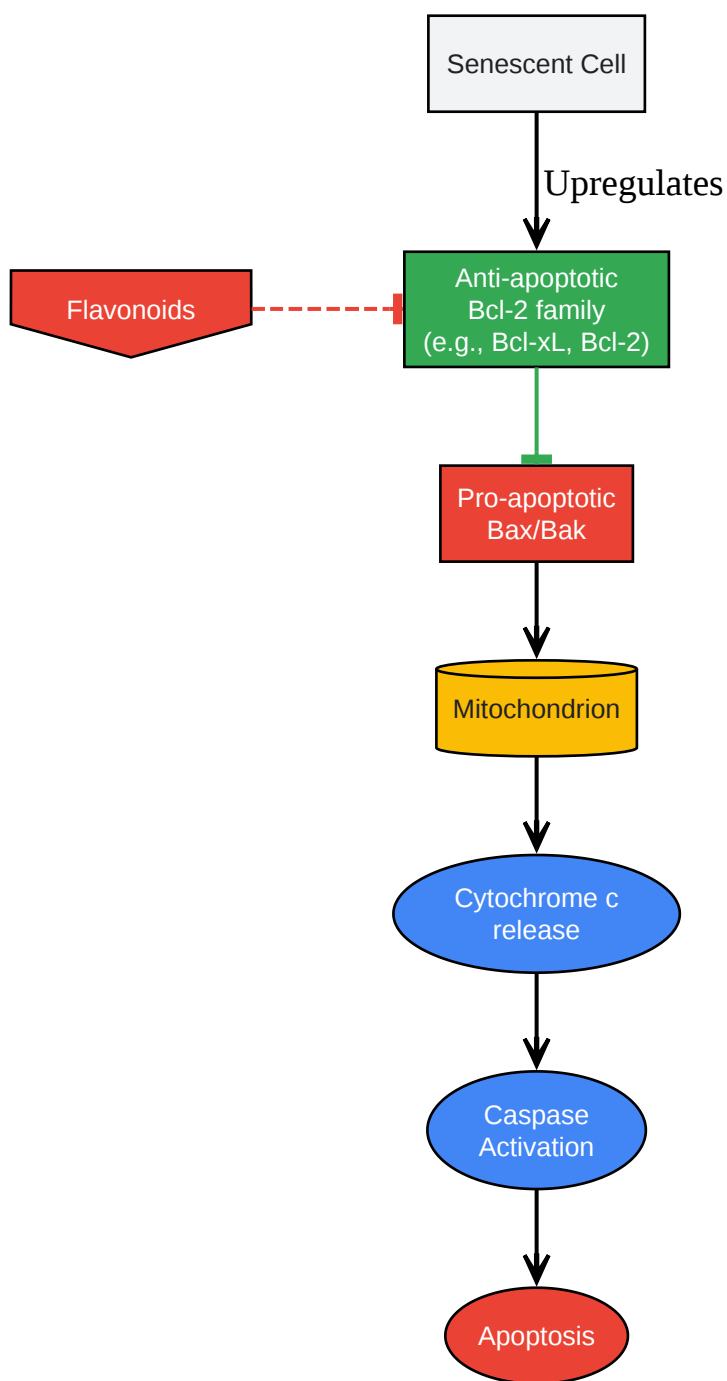 Senescent Cell
Upregulates
Anti-apoptotic
Bcl-2 family
(e.g., Bcl-xL, Bcl-2)
Flavonoids
Pro-apoptotic
Bax/Bak
Mitochondrion
Cytochrome c
release
Caspase
Activation
Apoptosis